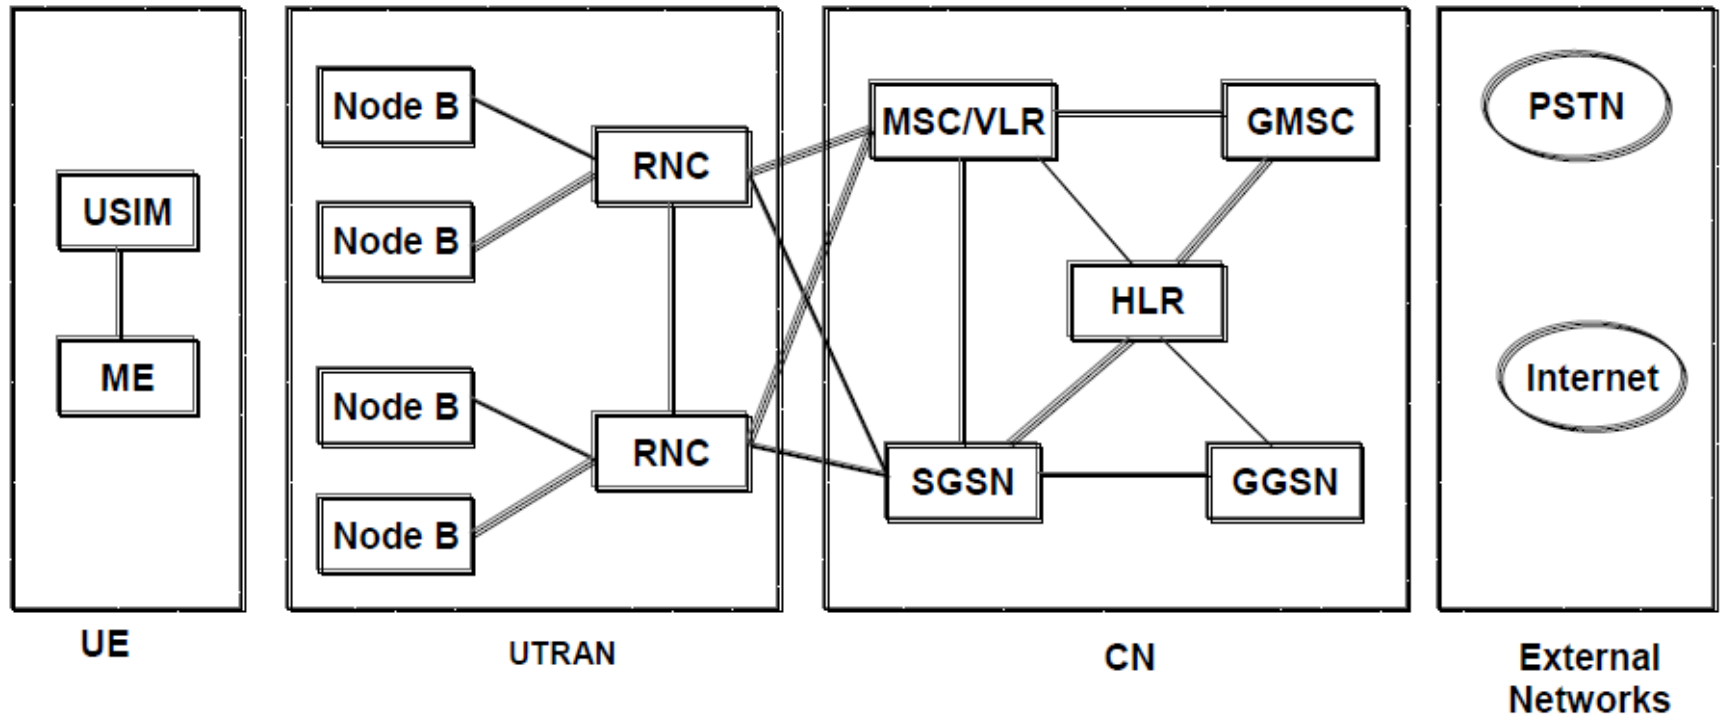 USIM
ME
UE
Node B
Node B
Node B
Node B
RNC
RNC
UTRAN
MSC/VLR
GMSC
HLR
SGSN
GGSN
CN
PSTN
Internet
External
Networks